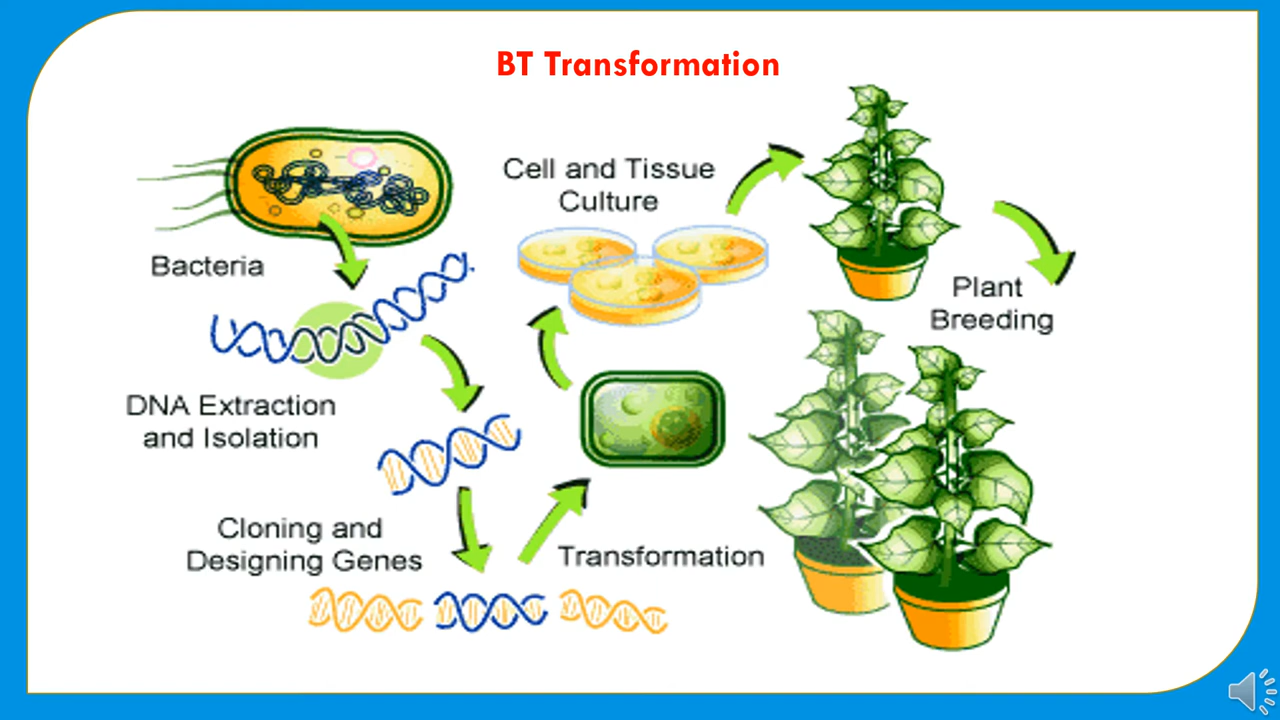 BT Transformation
Bacteria
DNA Extraction
and Isolation
Cloning and
Designing Genes
Transformation
Cell and Tissue
Culture
Plant
Breeding